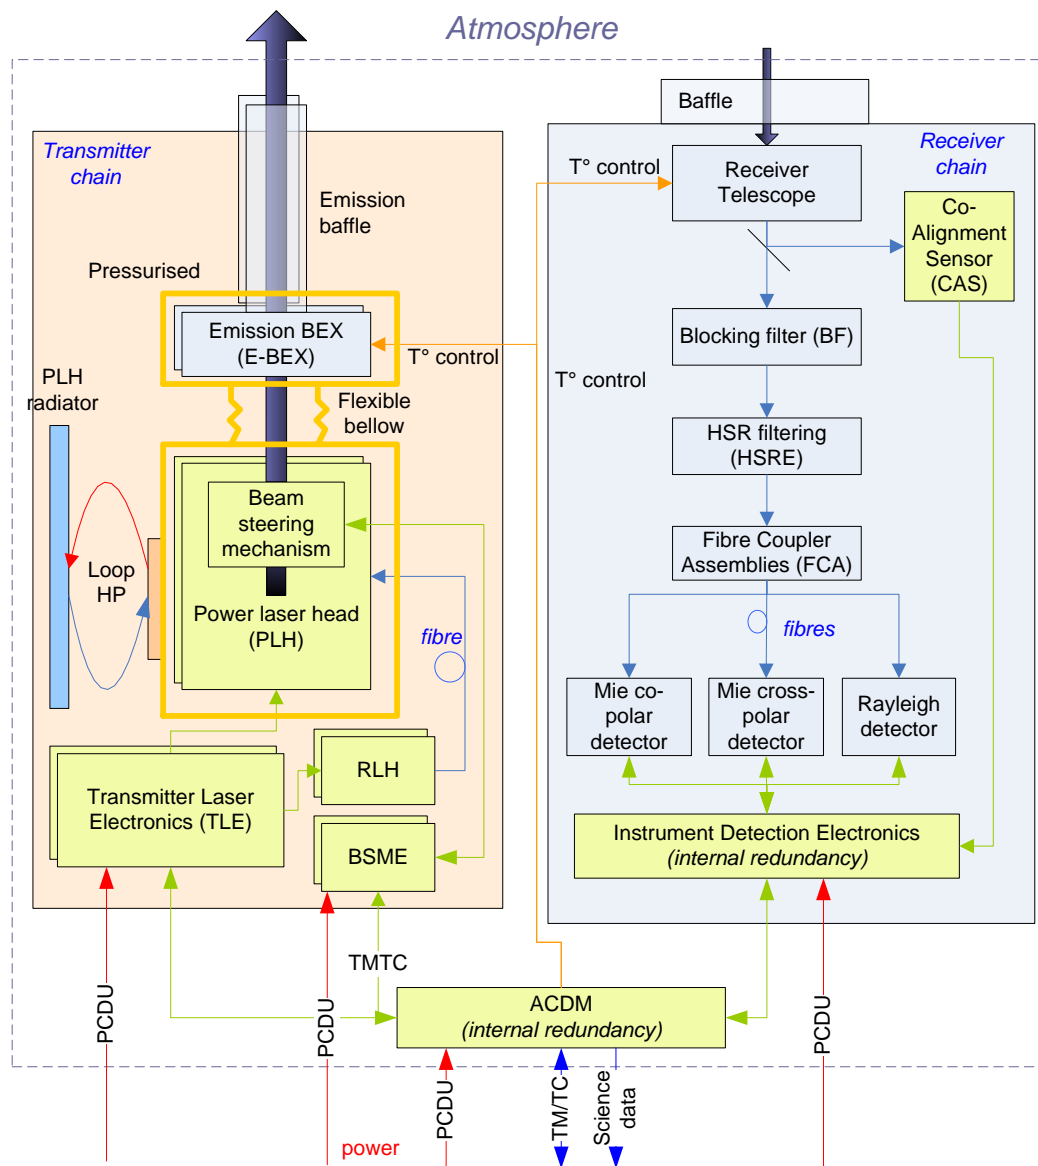 Atmosphere
Transmitter
chain
Emission
baffle
Pressurised
Emission BEX
(E-BEX)
T° control
PLH
radiator
Flexible
bellow
Beam
steering
mechanism
Loop
HP
Power laser head
(PLH)
fibre
RLH
Transmitter Laser
Electronics (TLE)
BSME
Baffle
Receiver
chain
T° control
Receiver
Telescope
Co-
Alignment
Sensor
(CAS)
Blocking filter (BF)
T° control
HSR filtering
(HSRE)
Fibre Coupler
Assemblies (FCA)
fibres
Mie co-
polar
detector
Mie cross-
polar
detector
Rayleigh
detector
Instrument Detection Electronics
(internal redundancy)
TMTC
ACDM
(internal redundancy)
PCDU
PCDU
PCDU
TM/TC
Science
data
PCDU
power